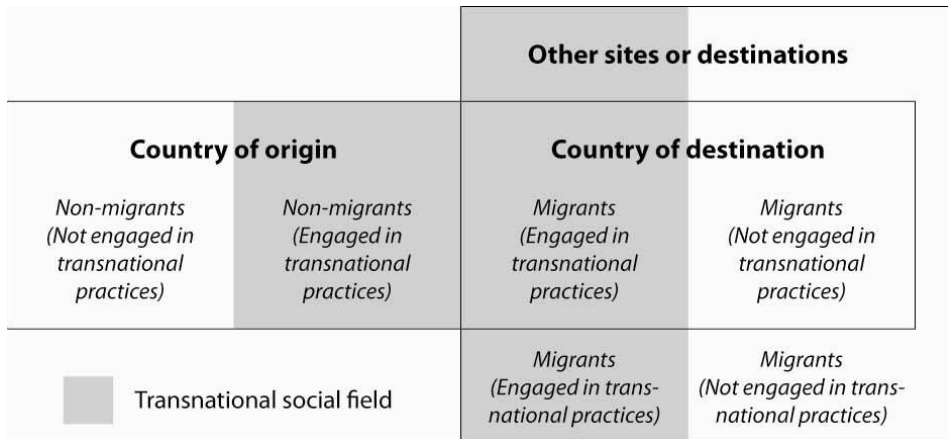 Other sites or destinations
Country of origin
Country of destination
Non-migrants
(Not engaged in
transnational
practices)
Non-migrants
(Engaged in
transnational
practices)
Migrants
(Engaged in
transnational
practices)
Migrants
(Not engaged in
transnational
practices)
Migrants
(Engaged in trans-
national practices)
Migrants
(Not engaged in trans-
national practices)
Transnational social field